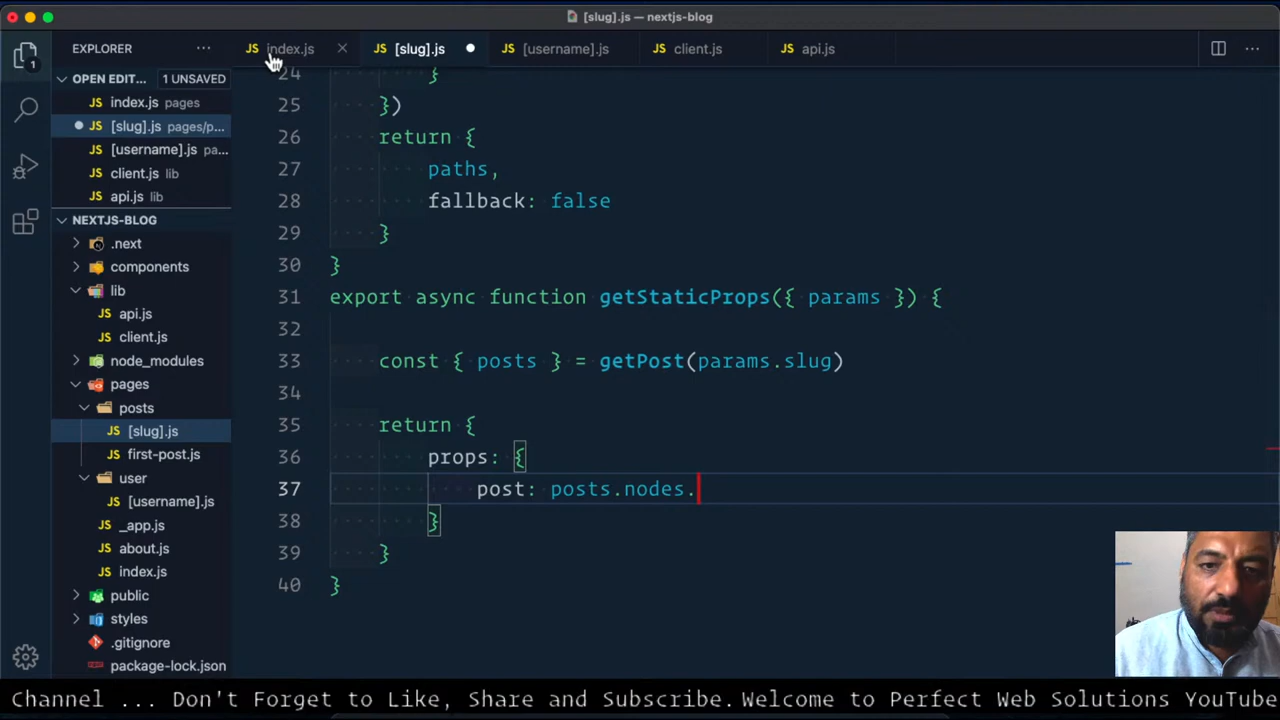 [slug].js — nextjs-blog
EXPLORER
JS index.js
JS [slug].js
JS [username].js
JS client.js
JS api.js
OPEN EDIT... 1 UNSAVED
JS index.js pages
JS [slug].js pages/p...
JS [username].js pa...
JS client.js lib
JS api.js lib
NEXTJS-BLOG
.next
components
lib
JS api.js
JS client.js
node_modules
pages
posts
JS [slug].js
JS first-post.js
user
JS [username].js
JS _app.js
JS about.js
JS index.js
public
styles
.gitignore
package-lock.json
1
24 }
25 })
26 return {
27 paths,
28 fallback: false
29 }
30 }
31 export async function getStaticProps({ params }) {
32
33 const { posts } = getPost(params.slug)
34
35 return {
36 props: {
37 post: posts.nodes.
38 }
39 }
40 }
Channel ... Don't Forget to Like, Share and Subscribe.Welcome to Perfect Web Solutions YouTube